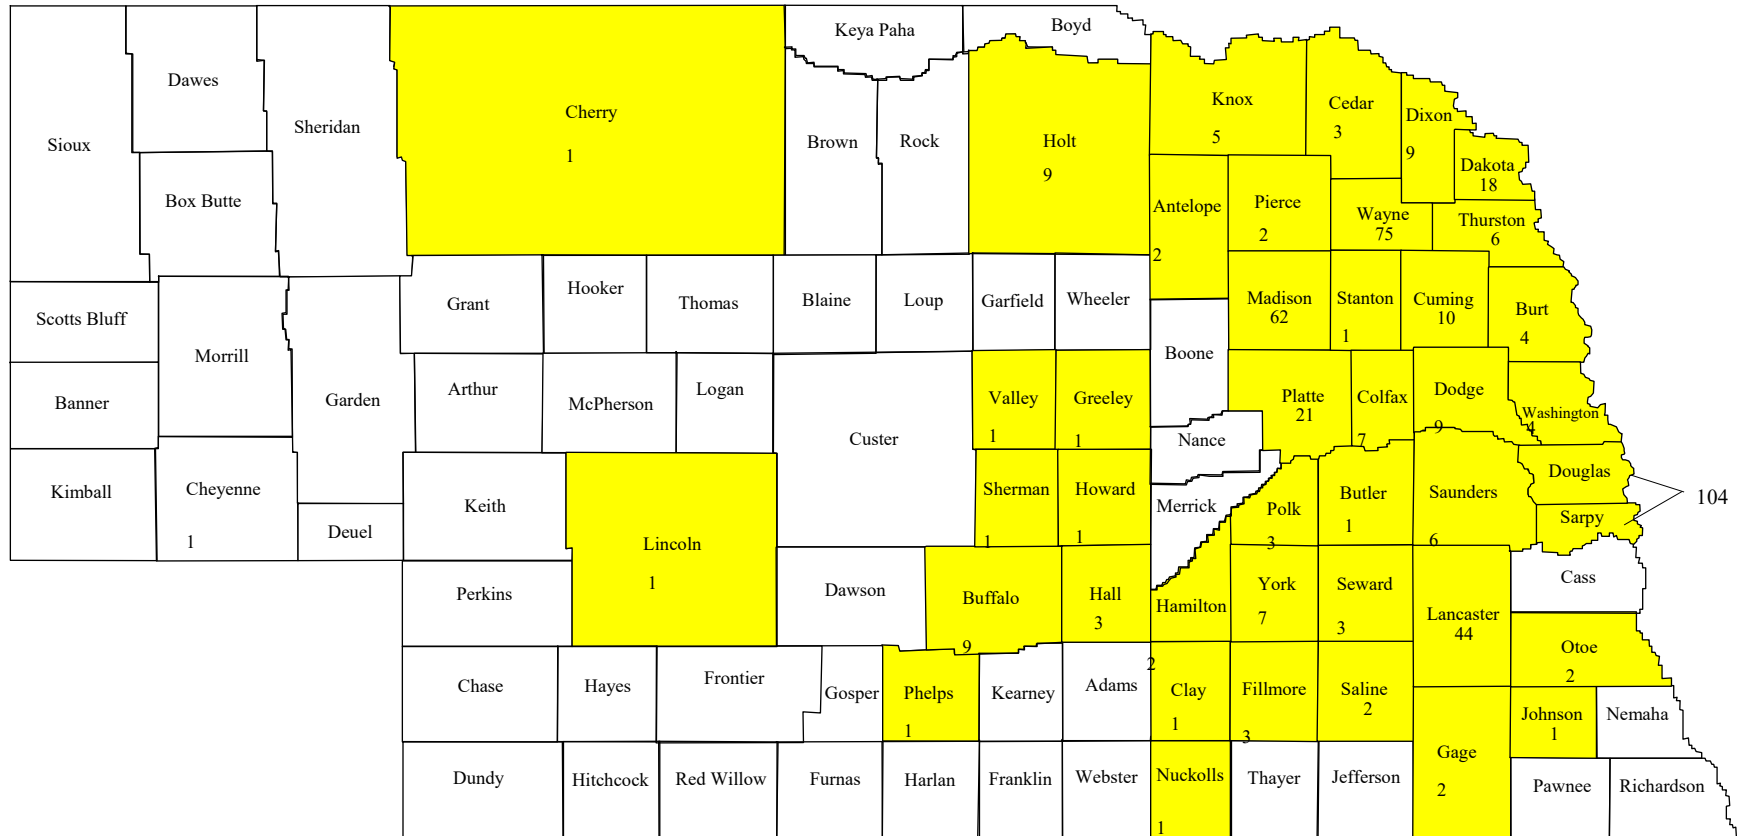 Keya Paha
Boyd
Dawes
Sioux
Sheridan
Cherry
1
Brown
Rock
Holt
9
Knox
5
Cedar
3
Dixon
9
Dakota
18
Box Butte
Antelope
2
Pierce
2
Wayne
75
Thurston
6
Scotts Bluff
Morrill
Grant
Hooker
Thomas
Blaine
Loup
Garfield
Wheeler
Madison
62
Stanton
1
Cuming
10
Burt
4
Boone
Banner
Garden
Arthur
McPherson
Logan
Custer
Valley
1
Greeley
1
Platte
21
Colfax
7
Dodge
9
Washington
4
Nance
Kimball
Cheyenne
1
Deuel
Keith
Lincoln
1
Sherman
1
Howard
1
Merrick
Polk
3
Butler
1
Saunders
6
Douglas
Sarpy
104
Perkins
Dawson
Buffalo
9
Hall
3
Hamilton
2
York
7
Seward
3
Lancaster
44
Cass
Otoe
2
Chase
Hayes
Frontier
Gosper
Phelps
1
Kearney
Adams
Clay
1
Fillmore
3
Saline
2
Johnson
1
Nemaha
Dundy
Hitchcock
Red Willow
Furnas
Harlan
Franklin
Webster
Nuckolls
1
Thayer
Jefferson
Gage
2
Pawnee
Richardson